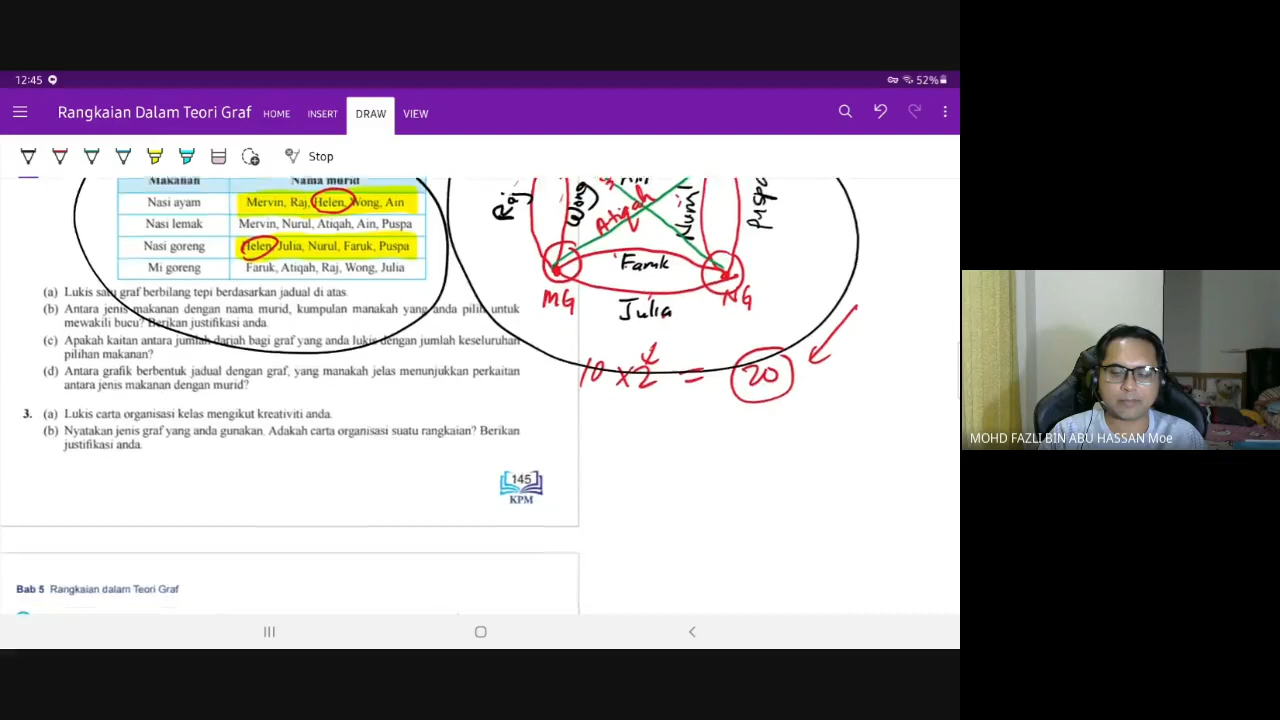 12:45
52%
Rangkaian Dalam Teori Graf HOME INSERT DRAW VIEW
Stop
Makanan Nama murid
Nasi ayam Mervin, Raj, Helen, Wong, Ain
Nasi lemak Mervin, Nurul, Atiqah, Ain, Puspa
Nasi goreng Helen, Julia, Nurul, Faruk, Puspa
Mi goreng Faruk, Atiqah, Raj, Wong, Julia
(a) Lukis satu graf berbilang tepi berdasarkan jadual di atas.
(b) Antara jenis makanan dengan nama murid, kumpulan manakah yang anda pilih untuk
mewakili bucu? Berikan justifikasi anda.
(c) Apakah kaitan antara jumlah darjah bagi graf yang anda lukis dengan jumlah keseluruhan
pilihan makanan?
(d) Antara grafik berbentuk jadual dengan graf, yang manakah jelas menunjukkan perkaitan
antara jenis makanan dengan murid?
3. (a) Lukis carta organisasi kelas mengikut kreativiti anda.
(b) Nyatakan jenis graf yang anda gunakan. Adakah carta organisasi suatu rangkaian? Berikan
justifikasi anda.
145
KPM
Bab 5 Rangkaian dalam Teori Graf
Raj
Wong
Atiqah
Nurul
Puspa
Faruk
MG
NG
Julia
10 x 2 = 20
MOHD FAZLI BIN ABU HASSAN Moe